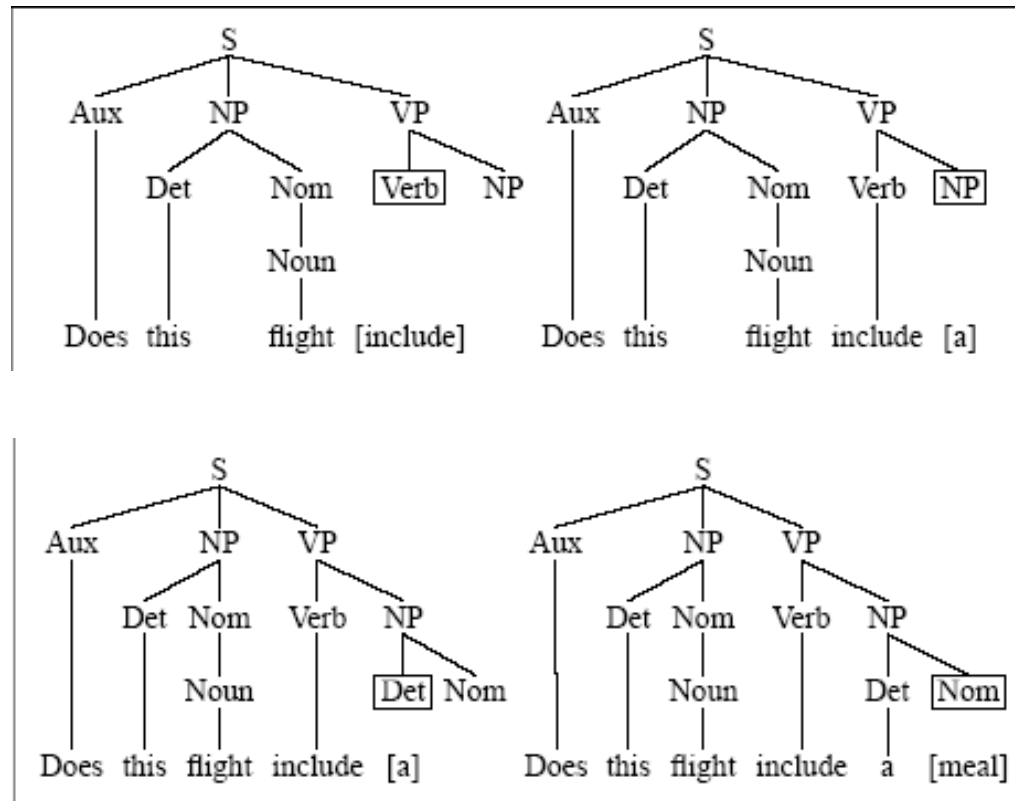 S S
Aux NP VP Aux NP VP
Det Nom Verb NP Det Nom Verb NP
Noun Noun
Does this flight [include] Does this flight include [a]
S S
Aux NP VP Aux NP VP
Det Nom Verb NP Det Nom Verb NP
Noun Det Nom Noun Det Nom
Does this flight include [a] Does this flight include a [meal]